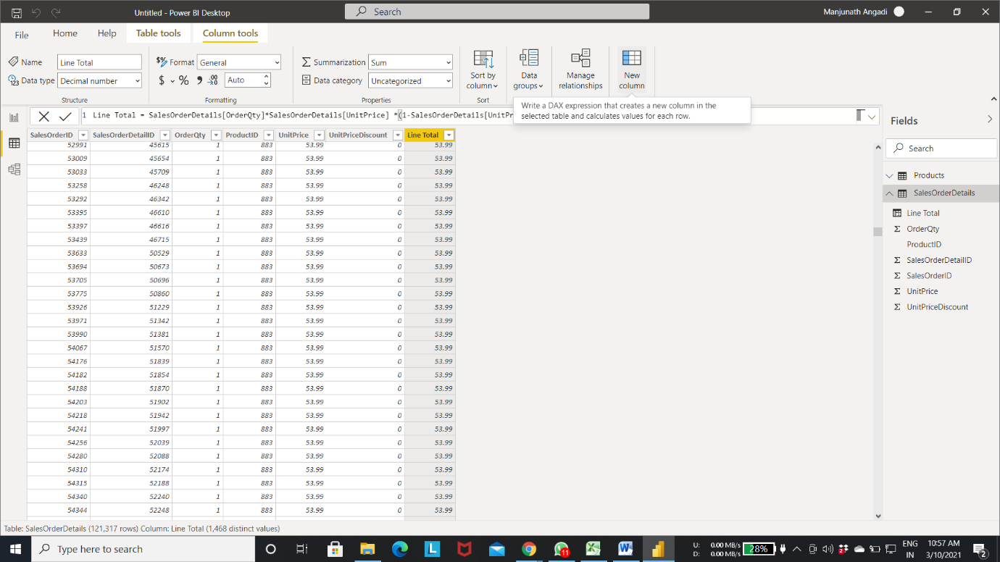 Untitled - Power BI Desktop
Search
Manjunath Angadi
File Home Help Table tools Column tools
Name Line Total
Data type Decimal number
Structure
Format General
$ % Auto
Formatting
Summarization Sum
Data category Uncategorized
Properties
Sort by column
Sort
Data groups
Manage relationships
New column
Write a DAX expression that creates a new column in the
selected table and calculates values for each row.
1 Line Total = SalesOrderDetails[OrderQty]*SalesOrderDetails[UnitPrice] *(1-SalesOrderDetails[UnitPr
SalesOrderID SalesOrderDetailID OrderQty ProductID UnitPrice UnitPriceDiscount Line Total
52991 45615 1 883 53.99 0 53.99
53009 45654 1 883 53.99 0 53.99
53033 45709 1 883 53.99 0 53.99
53258 46248 1 883 53.99 0 53.99
53292 46342 1 883 53.99 0 53.99
53395 46610 1 883 53.99 0 53.99
53397 46616 1 883 53.99 0 53.99
53439 46715 1 883 53.99 0 53.99
53633 50529 1 883 53.99 0 53.99
53694 50673 1 883 53.99 0 53.99
53705 50696 1 883 53.99 0 53.99
53775 50860 1 883 53.99 0 53.99
53926 51229 1 883 53.99 0 53.99
53971 51342 1 883 53.99 0 53.99
53990 51381 1 883 53.99 0 53.99
54067 51570 1 883 53.99 0 53.99
54176 51839 1 883 53.99 0 53.99
54182 51854 1 883 53.99 0 53.99
54188 51870 1 883 53.99 0 53.99
54203 51902 1 883 53.99 0 53.99
54218 51942 1 883 53.99 0 53.99
54241 51997 1 883 53.99 0 53.99
54256 52039 1 883 53.99 0 53.99
54280 52088 1 883 53.99 0 53.99
54310 52174 1 883 53.99 0 53.99
54315 52188 1 883 53.99 0 53.99
54340 52240 1 883 53.99 0 53.99
54344 52248 1 883 53.99 0 53.99
Fields
Search
Products
SalesOrderDetails
Line Total
OrderQty
ProductID
SalesOrderDetailID
SalesOrderID
UnitPrice
UnitPriceDiscount
Table: SalesOrderDetails (121,317 rows) Column: Line Total (1,468 distinct values)
Type here to search
L
11
W
U: 0.00 MB/s
D: 0.00 MB/s
28%
2
ENG
IN
10:57 AM
3/10/2021
2